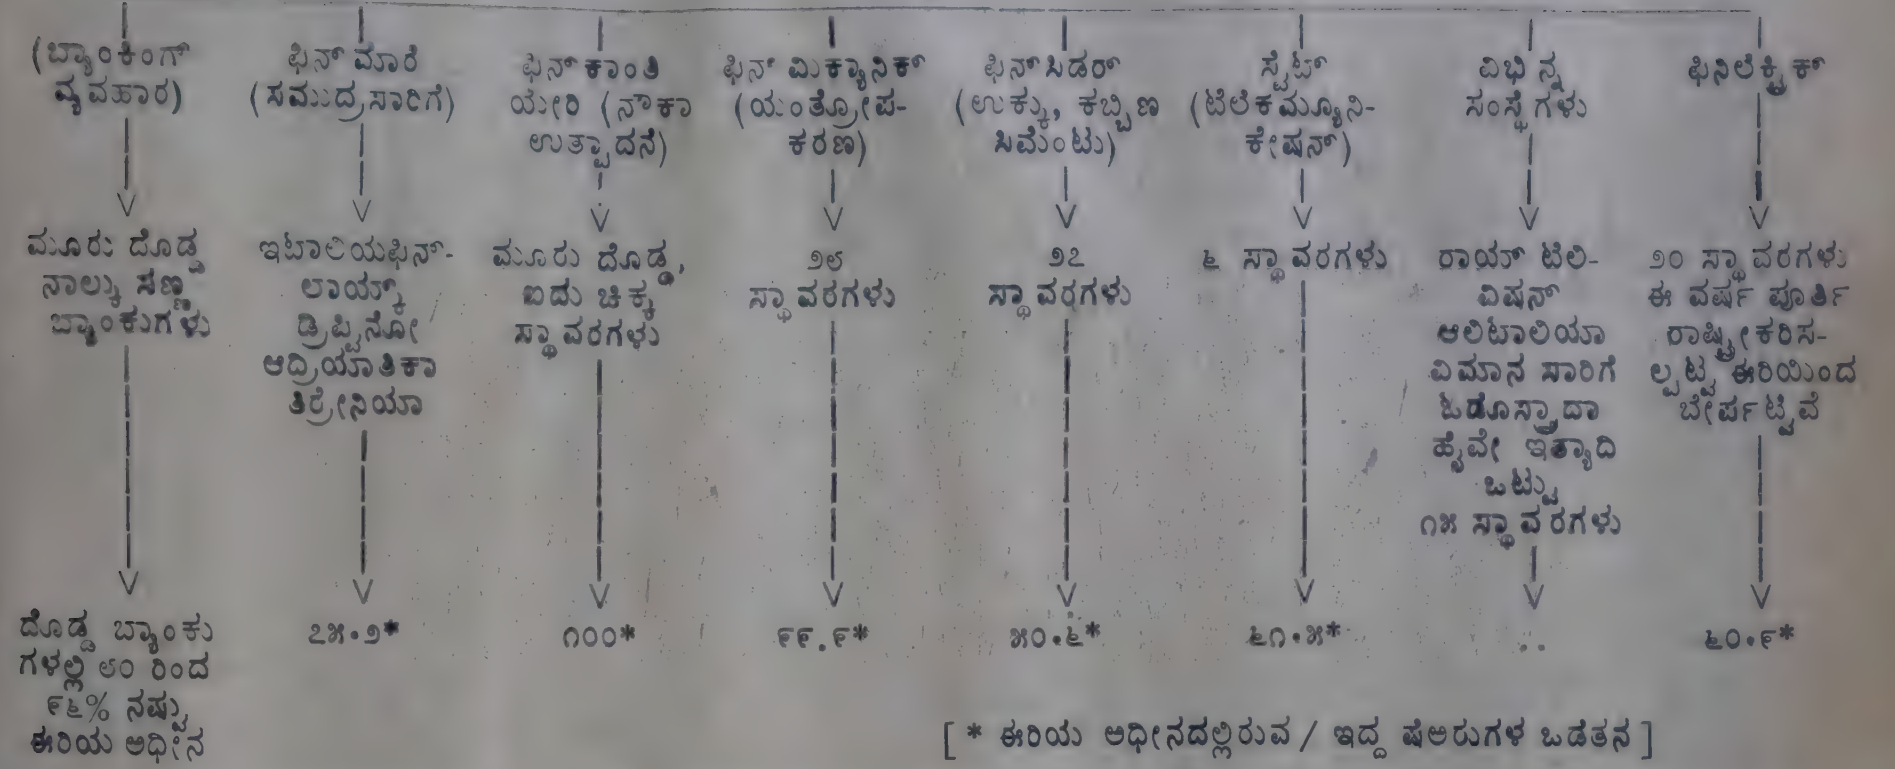 (ಬ್ಯಾಂಕಿಂಗ್
ವ್ಯವಹಾರ)
ಮೂರು ದೊಡ್ಡ
ನಾಲ್ಕು ಸಣ್ಣ
ಬ್ಯಾಂಕುಗಳು
ದೊಡ್ಡ ಬ್ಯಾಂಕು
ಗಳಲ್ಲಿ ೮೦ ರಿಂದ
೯೬% ನಷ್ಟು
ಈರಿಯ ಅಧೀನ
ಫಿನ್ ಮಾರೆ
(ಸಮುದ್ರಸಾರಿಗೆ)
ಇಟಾಲಿಯಫಿನ್-
ಲಾಯ್ಡ್
ಡ್ರಿಪ್ಟಿನೋ
ಆದ್ರಿಯಾತಿಕಾ
ತಿರ್‍ರೇನಿಯಾ
೭೫.೨*
ಫಿನ್ ಕಾಂತಿ
ಯೇರಿ (ನೌಕಾ
ಉತ್ಪಾದನೆ)
ಮೂರು ದೊಡ್ಡ,
ಐದು ಚಿಕ್ಕ
ಸ್ಥಾವರಗಳು
೧೦೦*
ಫಿನ್ ಮಿಕ್ಯಾನಿಕ್
(ಯಂತ್ರೋಪ-
ಕರಣ)
೨೮
ಸ್ಥಾವರಗಳು
೯೯.೯*
ಫಿನ್ ಸಿಡರ್
(ಉಕ್ಕು, ಕಬ್ಬಿಣ
ಸಿಮೆಂಟು)
೨೭
ಸ್ಥಾವರಗಳು
೫೦.೬*
ಸ್ಟೆಟ್
(ಟೆಲಿಕಮ್ಯೂನಿ-
ಕೇಷನ್)
೬ ಸ್ಥಾವರಗಳು
೬೧.೫*
ವಿಭಿನ್ನ
ಸಂಸ್ಥೆಗಳು
ರಾಯ್ ಟೆಲಿ-
ವಿಷನ್
ಆಲಿಟಾಲಿಯಾ
ವಿಮಾನ ಸಾರಿಗೆ
ಓಡೊಸ್ತ್ರಾದಾ
ಹೈವೇ ಇತ್ಯಾದಿ
ಒಟ್ಟು
೧೫ ಸ್ಥಾವರಗಳು
..
ಫಿನಿಲೆಕ್ಟ್ರಿಕ್
೨೦ ಸ್ಥಾವರಗಳು
ಈ ವರ್ಷ ಪೂರ್ತಿ
ರಾಷ್ಟ್ರೀಕರಿಸ-
ಲ್ಪಟ್ಟು ಈರಿಯಿಂದ
ಬೇರ್ಪಟ್ಟಿವೆ
೬೦.೯*
[ * ಈರಿಯ ಅಧೀನದಲ್ಲಿರುವ / ಇದ್ದ ಷೇರುಗಳ ಒಡೆತನ ]